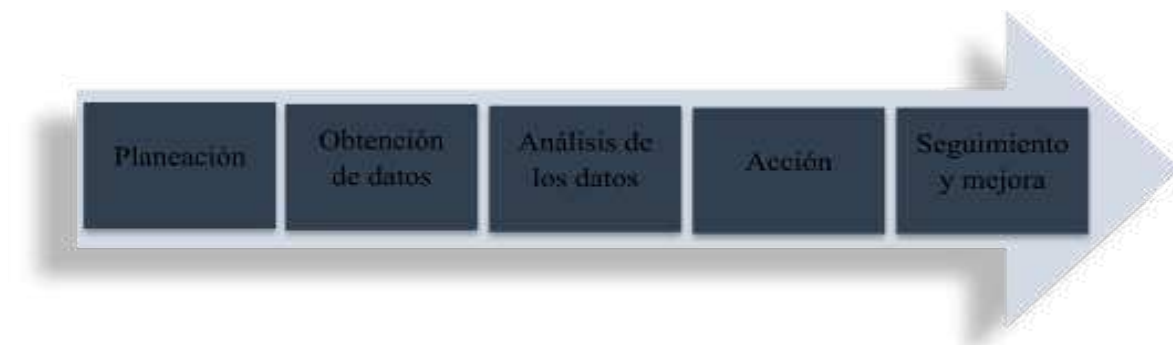 Planeación
Obtención
de datos
Análisis de
los datos
Acción
Seguimiento
y mejora